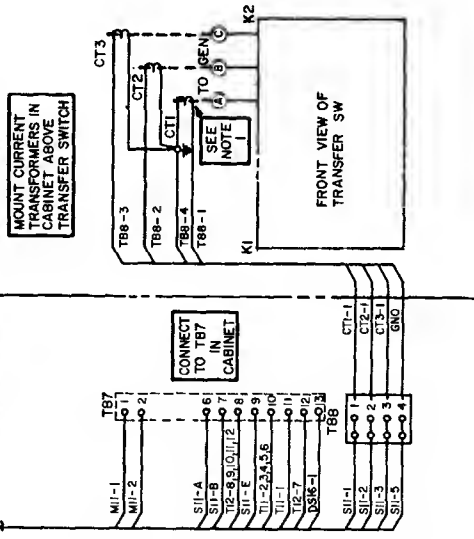 MOUNT CURRENT
TRANSFORMERS IN
CABINET ABOVE
TRANSFER SWITCH
CT3
CT2
CT1
TO GEN
A
B
C
SEE
NOTE
1
TB8-3
TB8-2
TB8-4
TB8-1
K1
K2
FRONT VIEW OF
TRANSFER SW
CONNECT
TO TB7
IN
CABINET
TB7
M11-1
1
M11-2
2
S11-A
6
S11-B
7
T12-8,9,10,11,12
8
S11-E
9
T11-2,3,4,5,6
10
T11-1
11
T12-7
12
DS16-1
13
TB8
S11-1
1
CT1-1
S11-2
2
CT2-1
S11-3
3
CT3-1
S11-5
4
GND